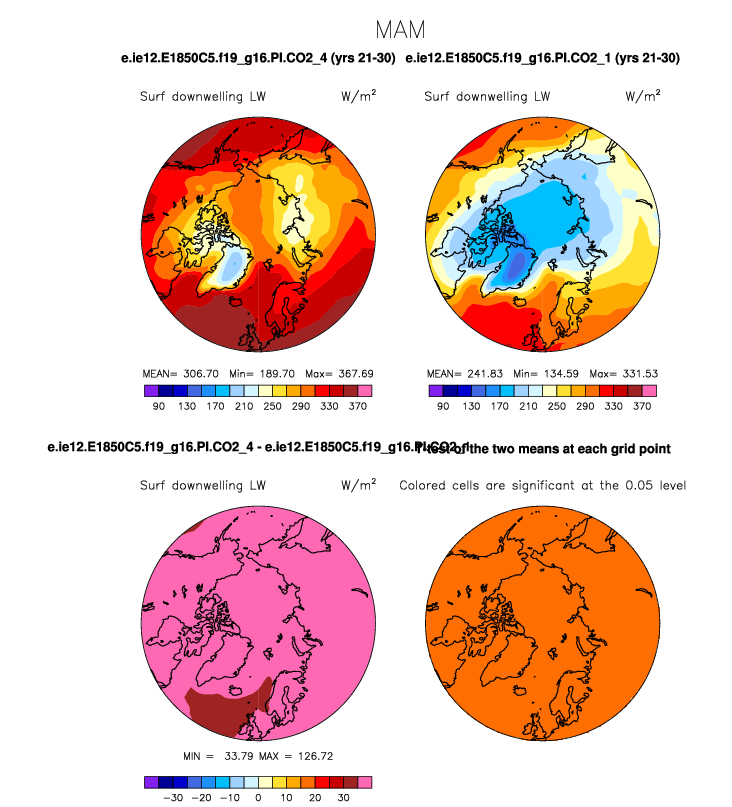 MAM
e.ie12.E1850C5.f19_g16.PI.CO2_4 (yrs 21-30) e.ie12.E1850C5.f19_g16.PI.CO2_1 (yrs 21-30)
Surf downwelling LW W/m² Surf downwelling LW W/m²
MEAN= 306.70 Min= 189.70 Max= 367.69 MEAN= 241.83 Min= 134.59 Max= 331.53
90 130 170 210 250 290 330 370 90 130 170 210 250 290 330 370
e.ie12.E1850C5.f19_g16.PI.CO2_4 - e.ie12.E1850C5.f19_g16.PI.CO2_1 T-test of the two means at each grid point
Surf downwelling LW W/m² Colored cells are significant at the 0.05 level
MIN = 33.79 MAX = 126.72
-30 -20 -10 0 10 20 30